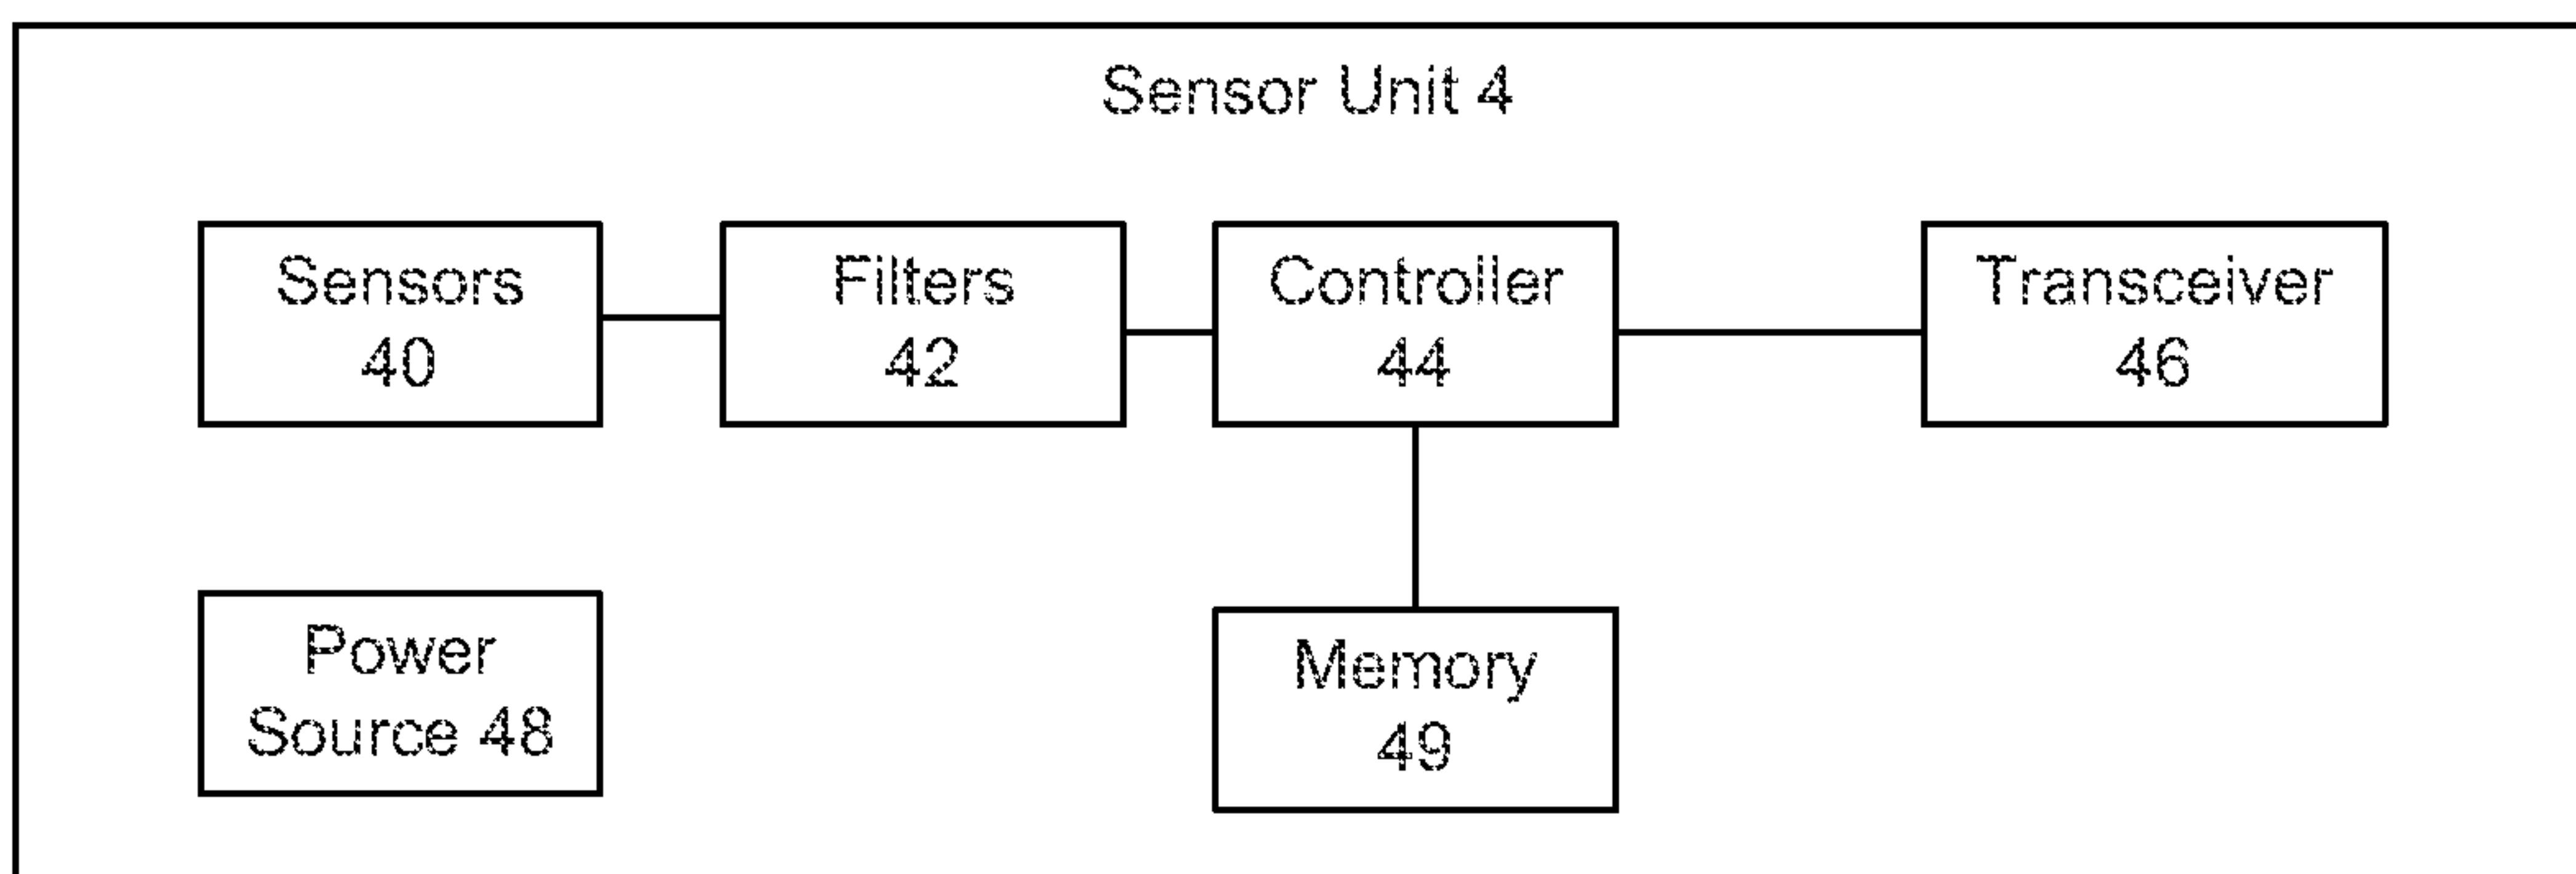 Sensor Unit 4
Sensors
40
Filters
42
Controller
44
Transceiver
46
Power
Source 48
Memory
49